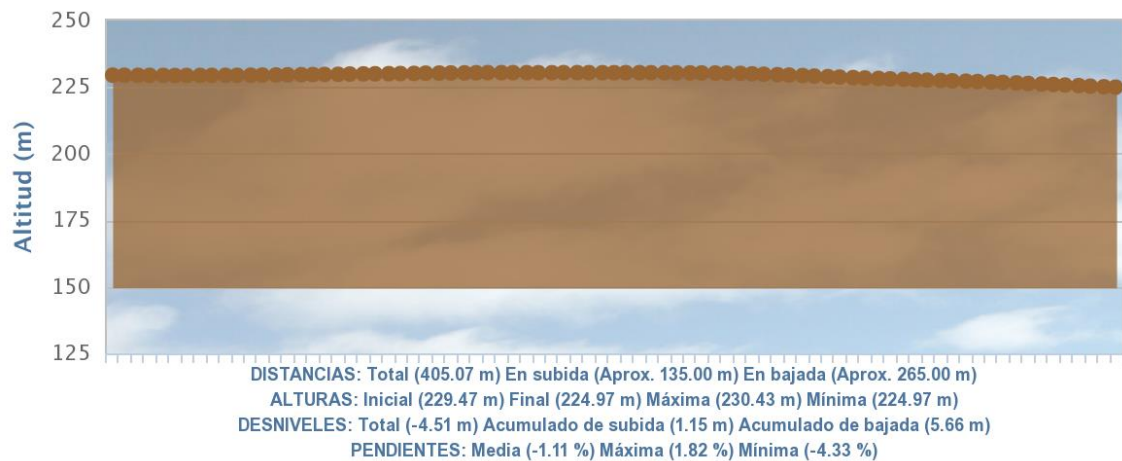 250
225
200
175
150
125
Altitud (m)
DISTANCIAS: Total (405.07 m) En subida (Aprox. 135.00 m) En bajada (Aprox. 265.00 m)
ALTURAS: Inicial (229.47 m) Final (224.97 m) Máxima (230.43 m) Mínima (224.97 m)
DESNIVELES: Total (-4.51 m) Acumulado de subida (1.15 m) Acumulado de bajada (5.66 m)
PENDIENTES: Media (-1.11 %) Máxima (1.82 %) Mínima (-4.33 %)